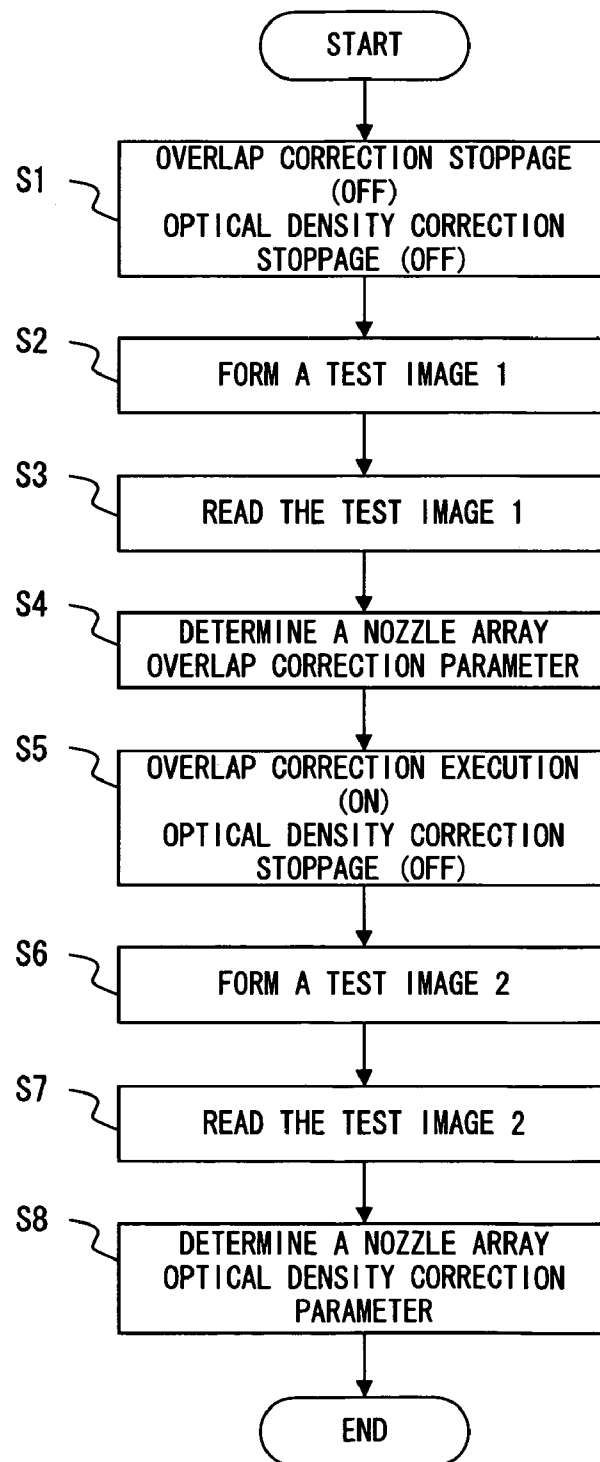 START
S1
OVERLAP CORRECTION STOPPAGE
(OFF)
OPTICAL DENSITY CORRECTION
STOPPAGE (OFF)
S2
FORM A TEST IMAGE 1
S3
READ THE TEST IMAGE 1
S4
DETERMINE A NOZZLE ARRAY
OVERLAP CORRECTION PARAMETER
S5
OVERLAP CORRECTION EXECUTION
(ON)
OPTICAL DENSITY CORRECTION
STOPPAGE (OFF)
S6
FORM A TEST IMAGE 2
S7
READ THE TEST IMAGE 2
S8
DETERMINE A NOZZLE ARRAY
OPTICAL DENSITY CORRECTION
PARAMETER
END